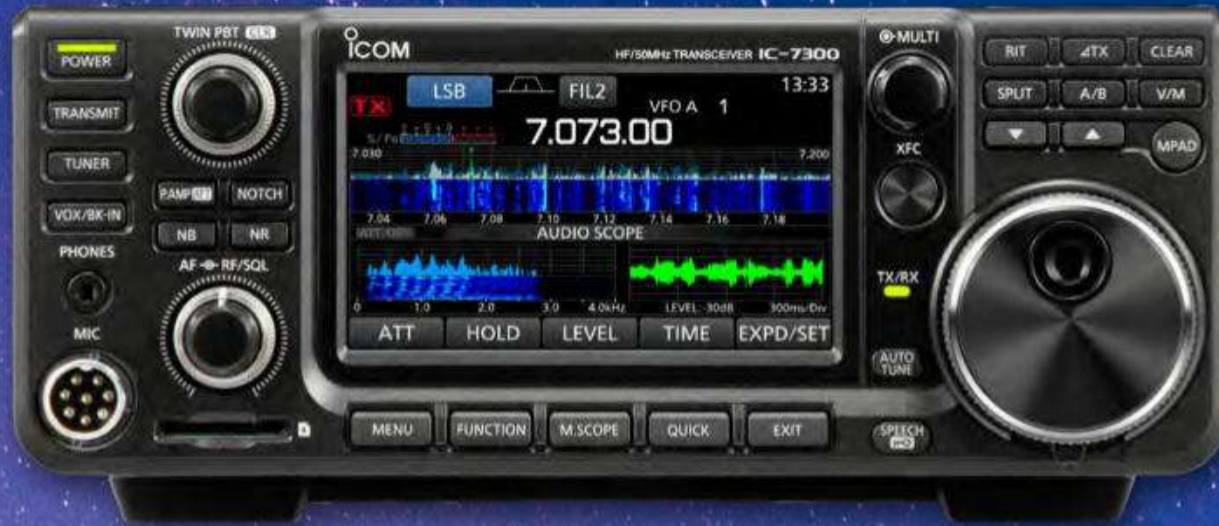 TWIN PBT CLR
POWER
TRANSMIT
TUNER
VOX/BK-IN
PHONES
MIC
P.AMP ATT
NOTCH
NB
NR
AF RF/SQL
ICOM
HF/50MHz TRANSCEIVER IC-7300
TX
LSB
FIL2
13:33
VFO A 1
7.073.00
7.030
7.200
7.04 7.06 7.08 7.10 7.12 7.14 7.16 7.18
AUDIO SCOPE
0 1.0 2.0 3.0 4.0kHz
LEVEL:-30dB
300ms/Div
ATT HOLD LEVEL TIME EXPD/SET
MENU FUNCTION M.SCOPE QUICK EXIT
MULTI
XFC
TX/RX
AUTO
TUNE
SPEECH
RIT ⊿TX CLEAR
SPLIT A/B V/M
▼ ▲
MPAD